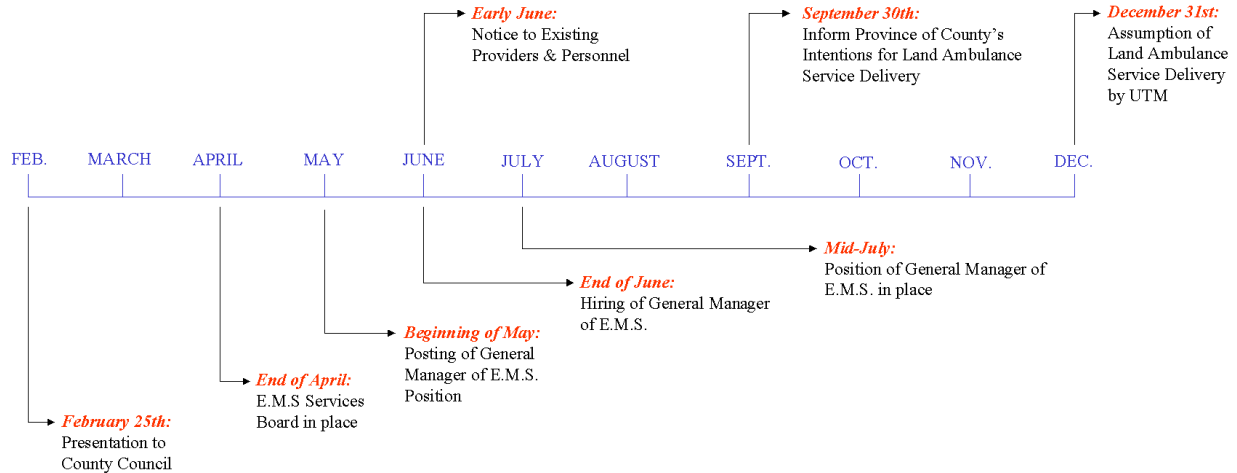 Early June:
Notice to Existing
Providers & Personnel
September 30th:
Inform Province of County's
Intentions for Land Ambulance
Service Delivery
December 31st:
Assumption of
Land Ambulance
Service Delivery
by UTM
FEB. MARCH APRIL MAY JUNE JULY AUGUST SEPT. OCT. NOV. DEC.
Mid-July:
Position of General Manager of
E.M.S. in place
End of June:
Hiring of General Manager
of E.M.S.
Beginning of May:
Posting of General
Manager of E.M.S.
Position
End of April:
E.M.S Services
Board in place
February 25th:
Presentation to
County Council